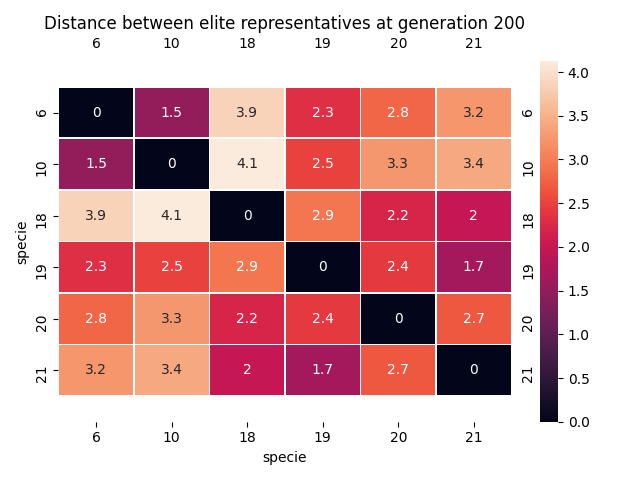 Distance between elite representatives at generation 200
6 10 18 19 20 21
6 0 1.5 3.9 2.3 2.8 3.2 6
10 1.5 0 4.1 2.5 3.3 3.4 10
18 3.9 4.1 0 2.9 2.2 2 18
19 2.3 2.5 2.9 0 2.4 1.7 19
20 2.8 3.3 2.2 2.4 0 2.7 20
21 3.2 3.4 2 1.7 2.7 0 21
specie
6 10 18 19 20 21
specie
4.0
3.5
3.0
2.5
2.0
1.5
1.0
0.5
0.0